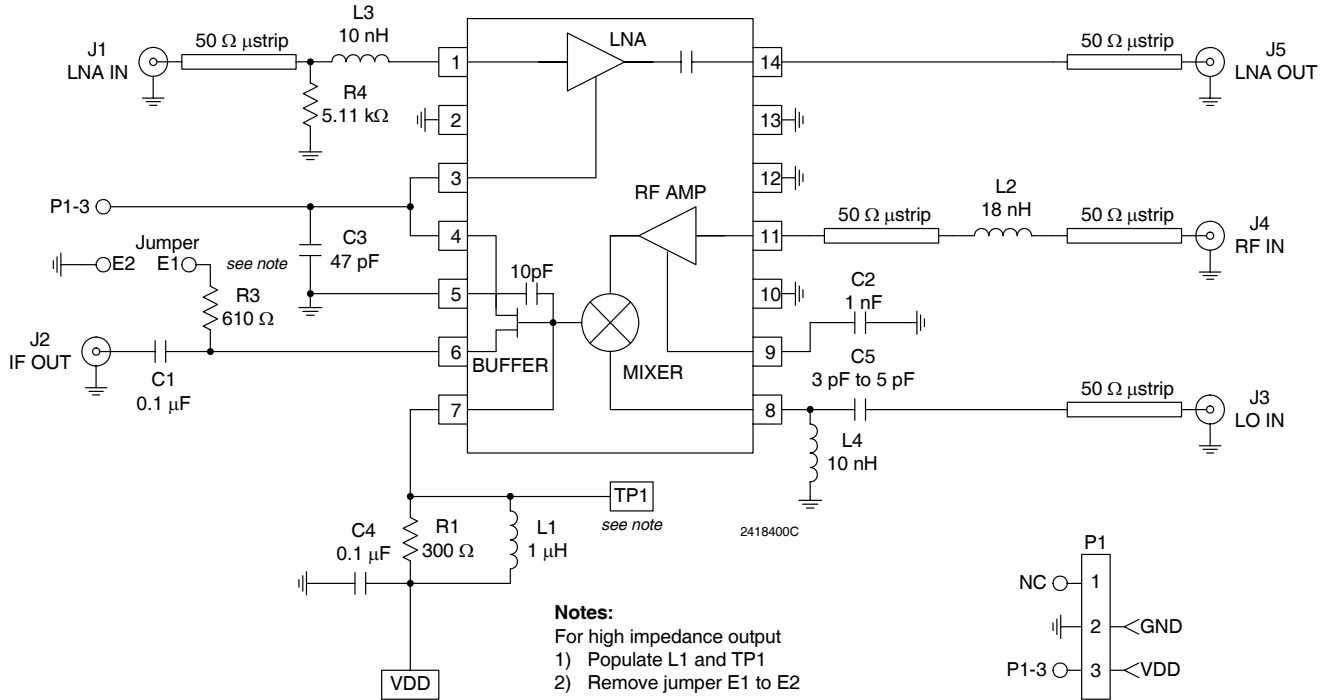 J1
LNA IN
50 Ω µstrip
L3
10 nH
R4
5.11 kΩ
1
LNA
14
50 Ω µstrip
J5
LNA OUT
2
13
3
12
P1-3
RF AMP
L2
18 nH
C3
47 pF
see note
4
11
50 Ω µstrip
50 Ω µstrip
J4
RF IN
E2
Jumper
E1
R3
610 Ω
5
10pF
10
C2
1 nF
J2
IF OUT
C1
0.1 µF
6
BUFFER
MIXER
9
C5
3 pF to 5 pF
7
8
50 Ω µstrip
J3
LO IN
L4
10 nH
TP1
see note
2418400C
C4
0.1 µF
R1
300 Ω
L1
1 µH
VDD
Notes:
For high impedance output
1) Populate L1 and TP1
2) Remove jumper E1 to E2
P1
NC
1
2
GND
P1-3
3
VDD